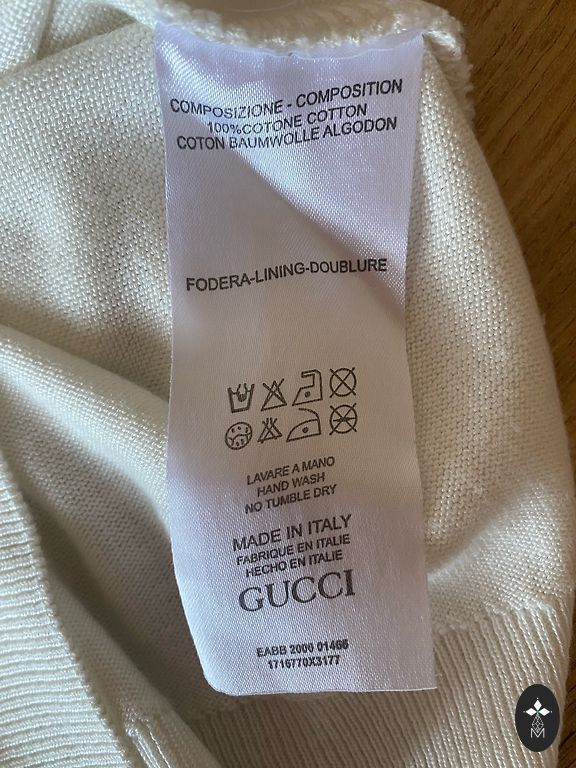 COMPOSIZIONE - COMPOSITION
100%COTONE COTTON
COTON BAUMWOLLE ALGODON
FODERA-LINING-DOUBLURE
LAVARE A MANO
HAND WASH
NO TUMBLE DRY
MADE IN ITALY
FABRIQUE EN ITALIE
HECHO EN ITALIE
GUCCI
EABB 2000 01466
1716770X3177
M